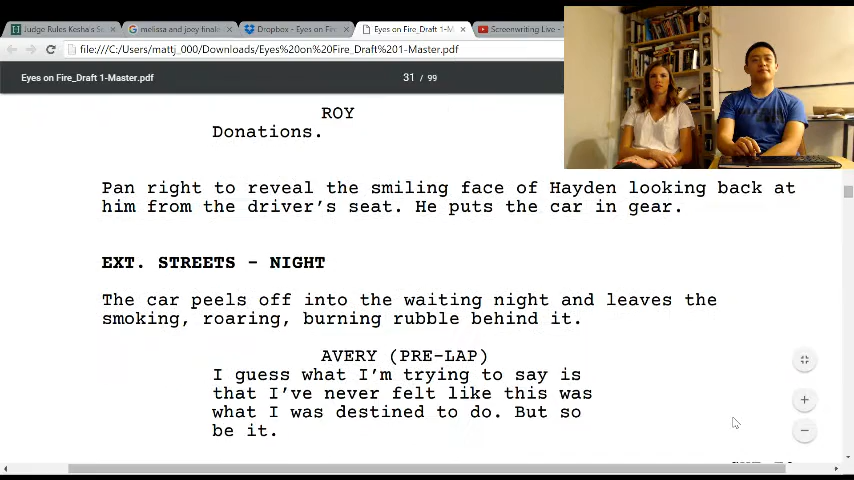 Judge Rules Kesha's S
melissa and joey finale
Dropbox - Eyes on Fire
Eyes on Fire_Draft 1-M
Screenwriting Live -
file:///C:/Users/mattj_000/Downloads/Eyes%20on%20Fire_Draft%201-Master.pdf
Eyes on Fire_Draft 1-Master.pdf
31 / 99
ROY
Donations.
Pan right to reveal the smiling face of Hayden looking back at
him from the driver's seat. He puts the car in gear.
EXT. STREETS - NIGHT
The car peels off into the waiting night and leaves the
smoking, roaring, burning rubble behind it.
AVERY (PRE-LAP)
I guess what I'm trying to say is
that I've never felt like this was
what I was destined to do. But so
be it.